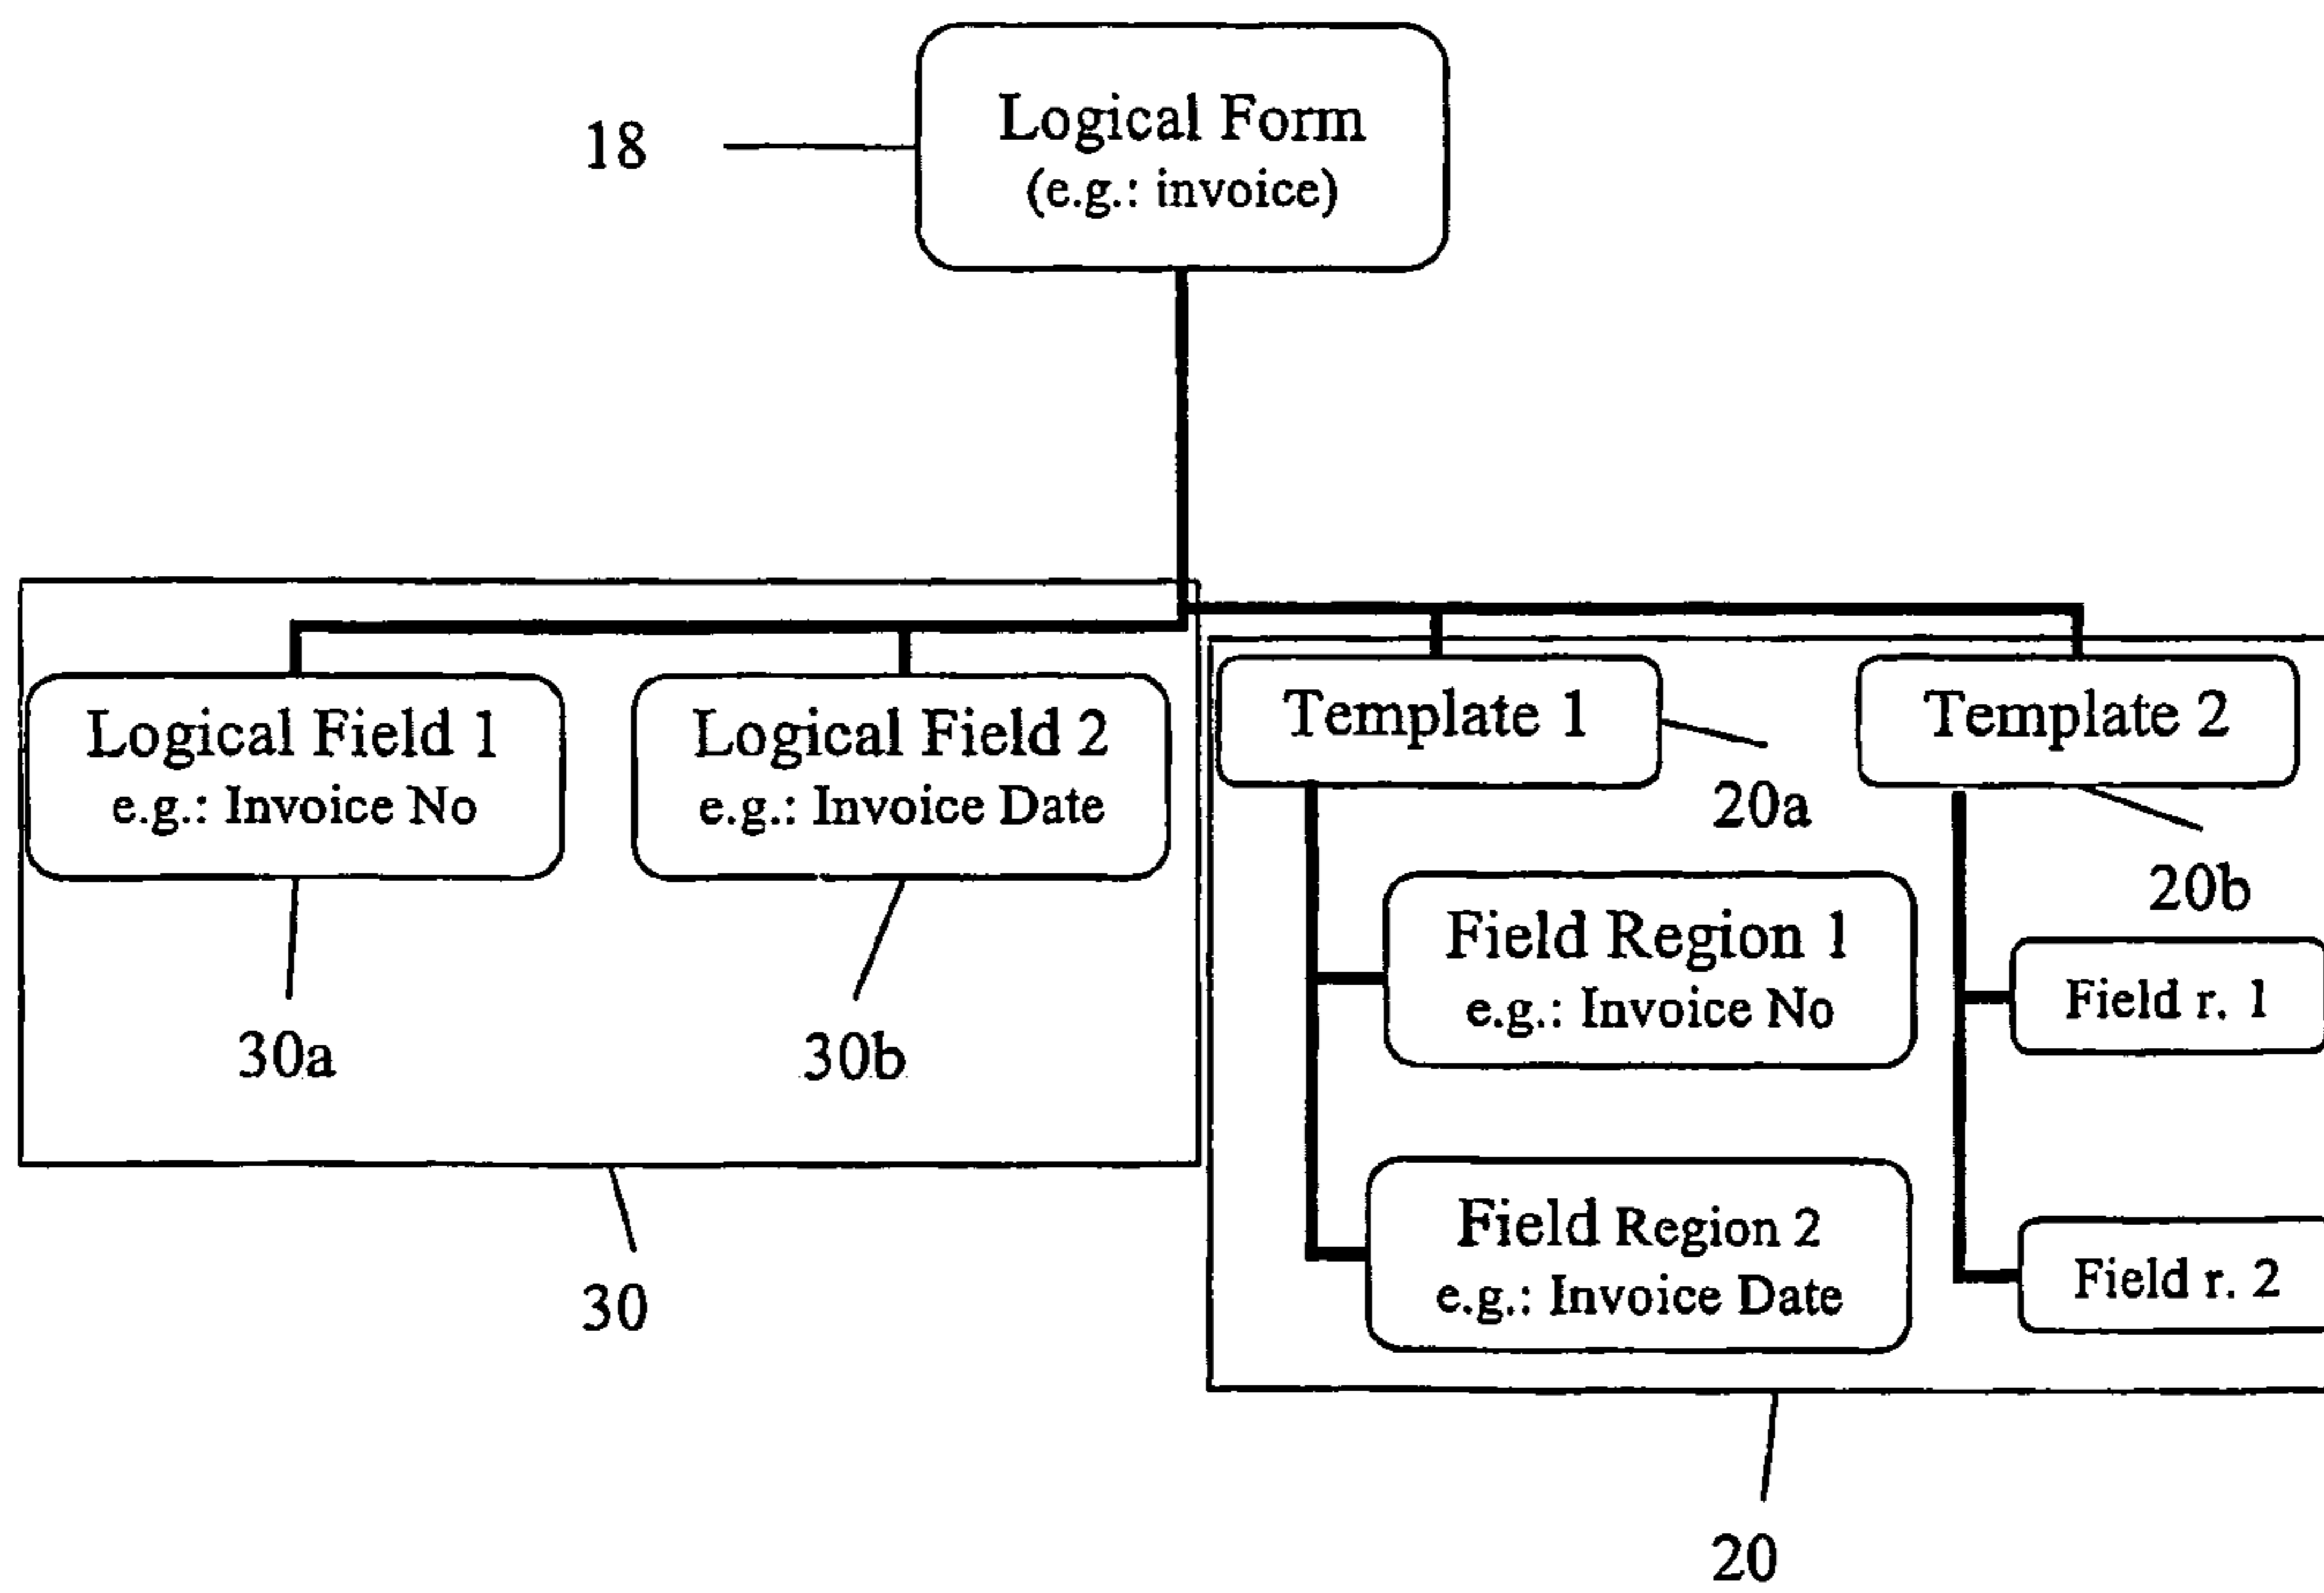 Logical Form
(e.g.: invoice)
18
Logical Field 1
e.g.: Invoice No
Logical Field 2
e.g.: Invoice Date
Template 1
Template 2
20a
20b
Field Region 1
e.g.: Invoice No
Field r. 1
30a
30b
Field Region 2
e.g.: Invoice Date
Field r. 2
30
20